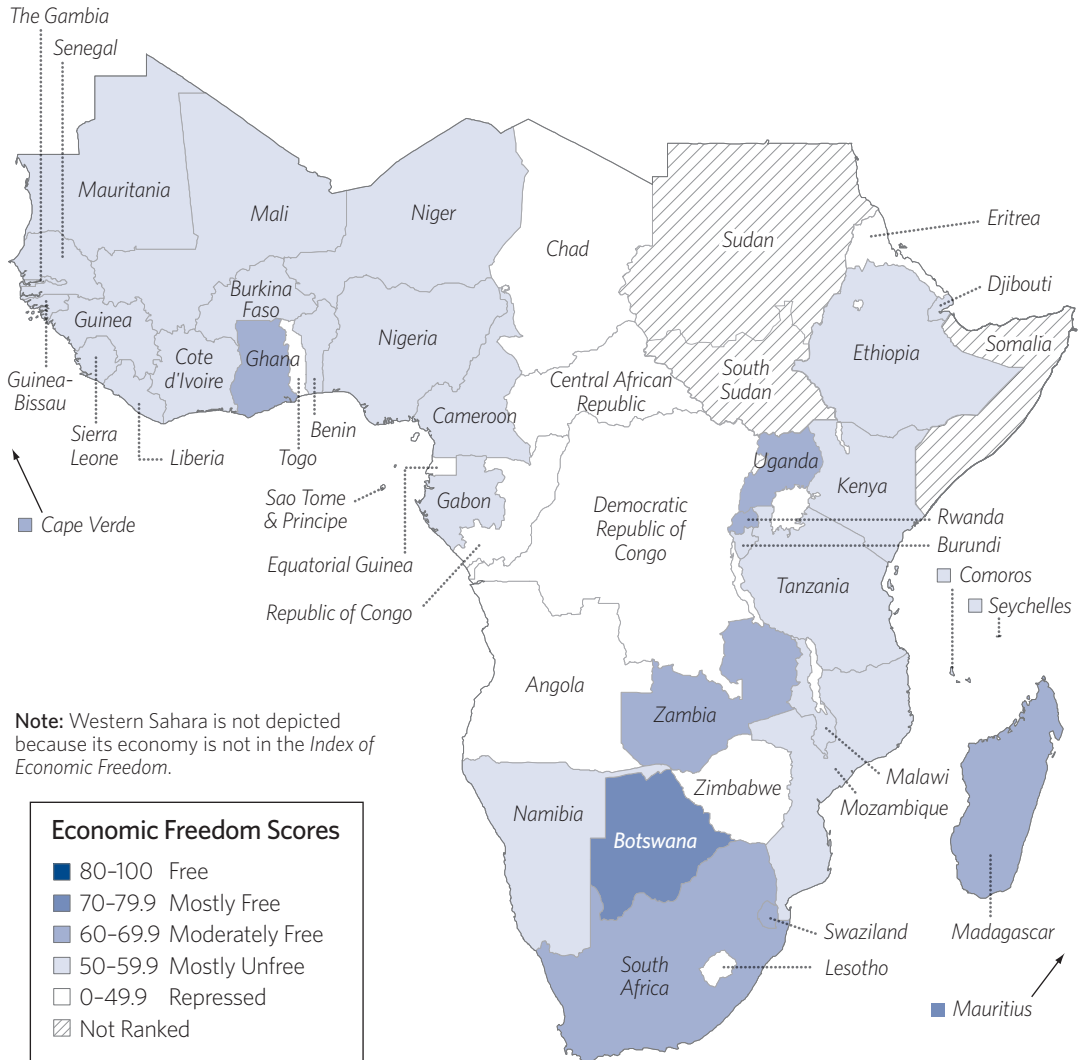 The Gambia
Senegal
Mauritania
Mali
Niger
Chad
Sudan
Eritrea
Djibouti
Burkina
Faso
Guinea
Nigeria
Somalia
Ethiopia
Cote
d'Ivoire
Ghana
South
Sudan
Central African
Republic
Guinea-
Bissau
Cameroon
Benin
Sierra
Leone
Liberia
Togo
Uganda
Kenya
Sao Tome
& Principe
Gabon
Democratic
Republic of
Congo
Cape Verde
Rwanda
Burundi
Equatorial Guinea
Comoros
Tanzania
Seychelles
Republic of Congo
Angola
Zambia
Note: Western Sahara is not depicted
because its economy is not in the Index of
Economic Freedom.
Malawi
Zimbabwe
Mozambique
Namibia
Botswana
Economic Freedom Scores
80–100 Free
70–79.9 Mostly Free
60–69.9 Moderately Free
50–59.9 Mostly Unfree
0–49.9 Repressed
Not Ranked
Swaziland
Madagascar
South
Africa
Lesotho
Mauritius